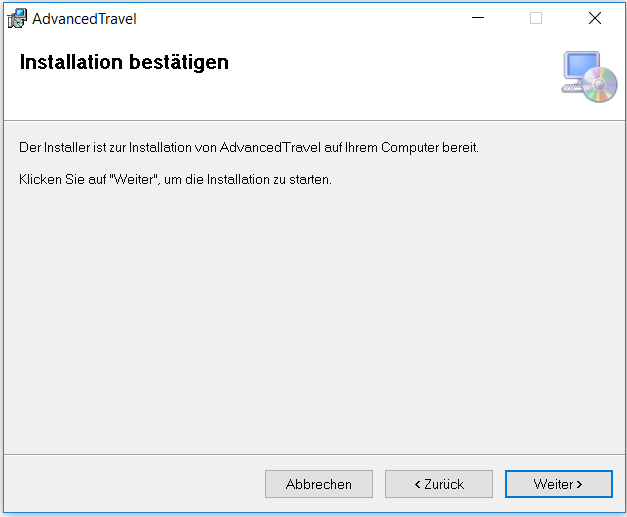 AdvancedTravel
Installation bestätigen
Der Installer ist zur Installation von AdvancedTravel auf Ihrem Computer bereit.
Klicken Sie auf "Weiter", um die Installation zu starten.
Abbrechen
< Zurück
Weiter >